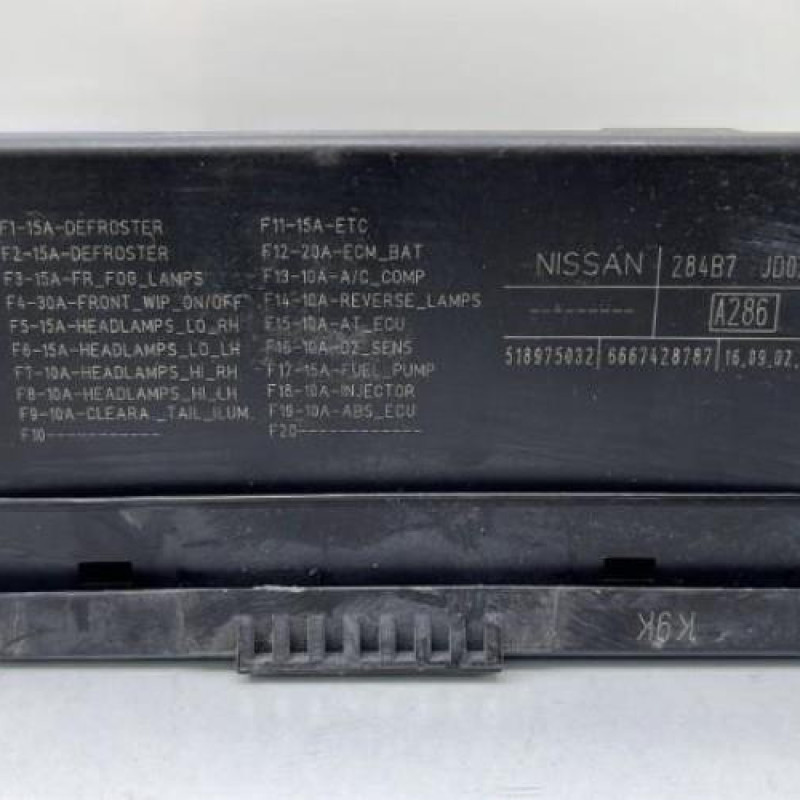 F1-15A-DEFROSTER
F2-15A-DEFROSTER
F3-15A-FR_FOG_LAMPS
F4-30A-FRONT_WIP_ON/OFF
F5-15A-HEADLAMPS_LO_RH
F6-15A-HEADLAMPS_LO_LH
F7-10A-HEADLAMPS_HI_RH
F8-10A-HEADLAMPS_HI_LH
F9-10A-CLEARA_TAIL_ILUM.
F10------------
F11-15A-ETC
F12-20A-ECM_BAT
F13-10A-A/C_COMP
F14-10A-REVERSE_LAMPS
F15-10A-AT_ECU
F16-10A-O2_SENS
F17-15A-FUEL_PUMP
F18-10A-INJECTOR
F19-10A-ABS_ECU
F20-------------
NISSAN 284B7
--------- A286
518975032 6667428787 16.09.02.
K9K